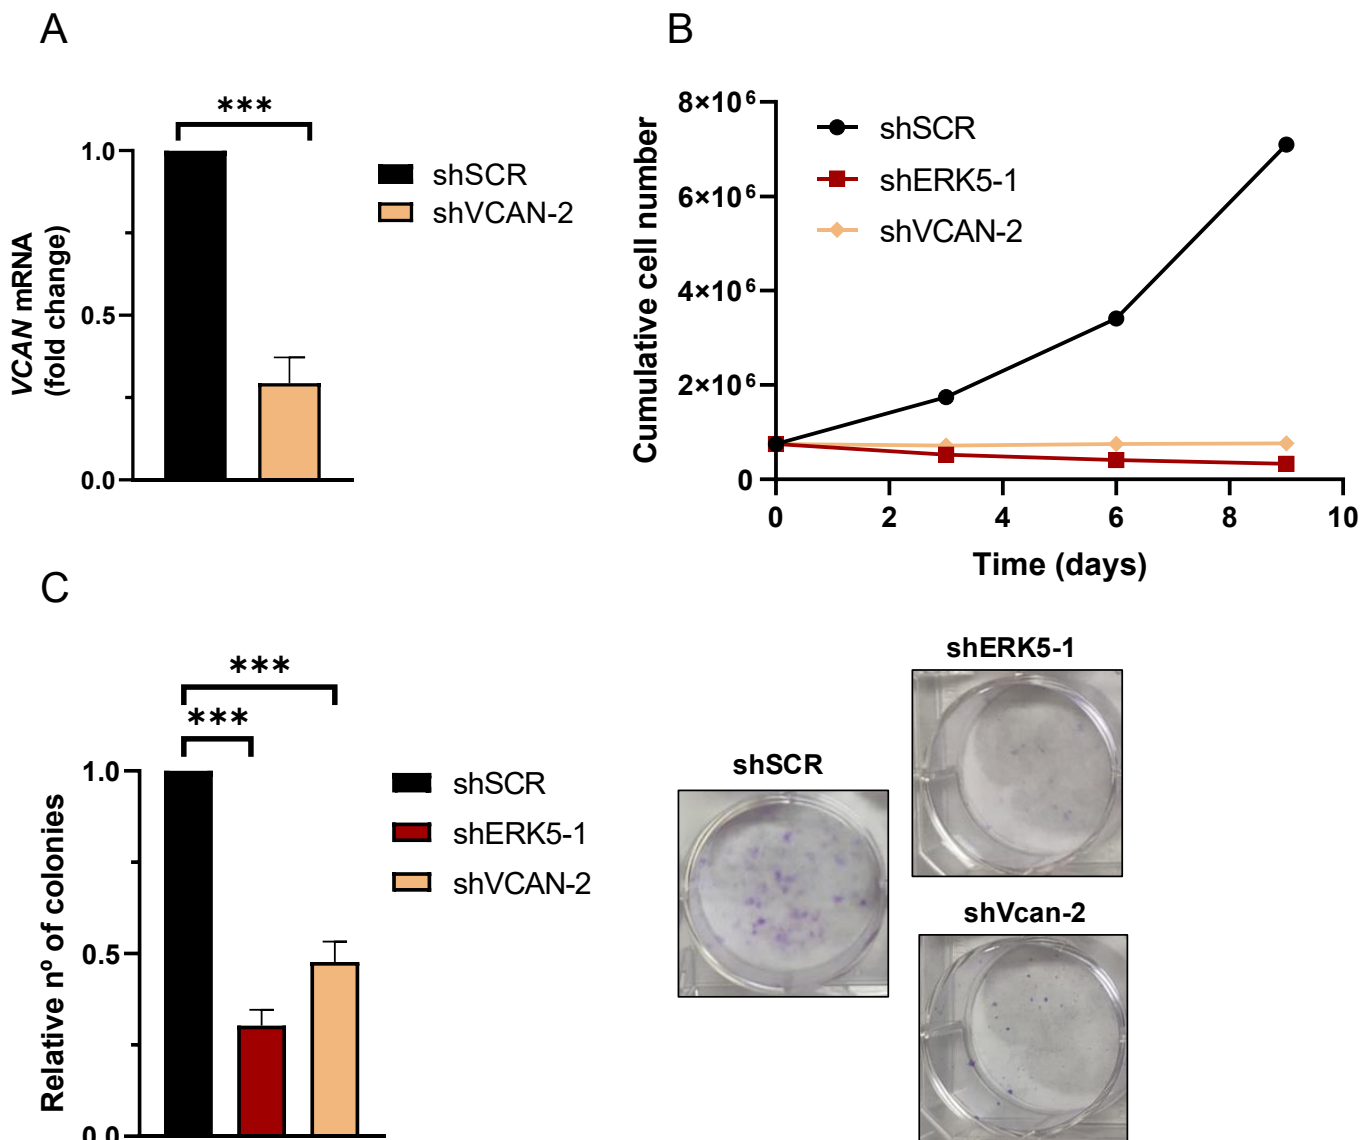 A
***
1.0
0.5
0.0
VCAN mRNA
(fold change)
shSCR
shVCAN-2
B
8×10⁶
6×10⁶
4×10⁶
2×10⁶
0
Cumulative cell number
shSCR
shERK5-1
shVCAN-2
0 2 4 6 8 10
Time (days)
C
***
***
1.0
0.5
0.0
Relative nº of colonies
shSCR
shERK5-1
shVCAN-2
shERK5-1
shSCR
shVcan-2